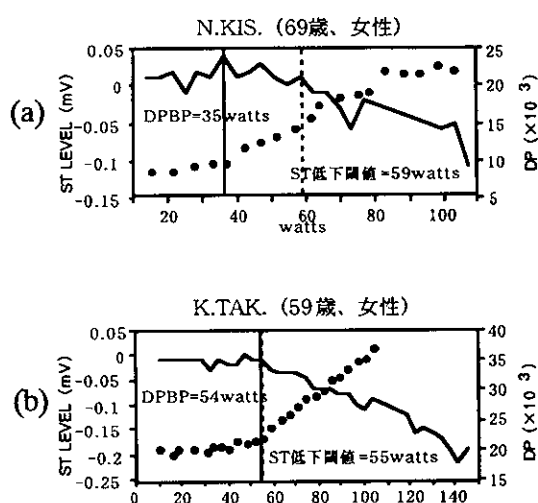 N.KIS. (69歳、女性)
(a)
ST LEVEL (mV)
0.05
0
-0.05
-0.1
-0.15
DPBP=35watts
ST低下閾値=59watts
25
20
15
10
5
DP (×10³)
20 40 60 80 100
watts
K.TAK. (59歳、女性)
(b)
ST LEVEL (mV)
0.05
0
-0.05
-0.1
-0.15
-0.2
-0.25
DPBP=54watts
ST低下閾値=55watts
40
35
30
25
20
15
10
DP (×10³)
0 20 40 60 80 100 120 140